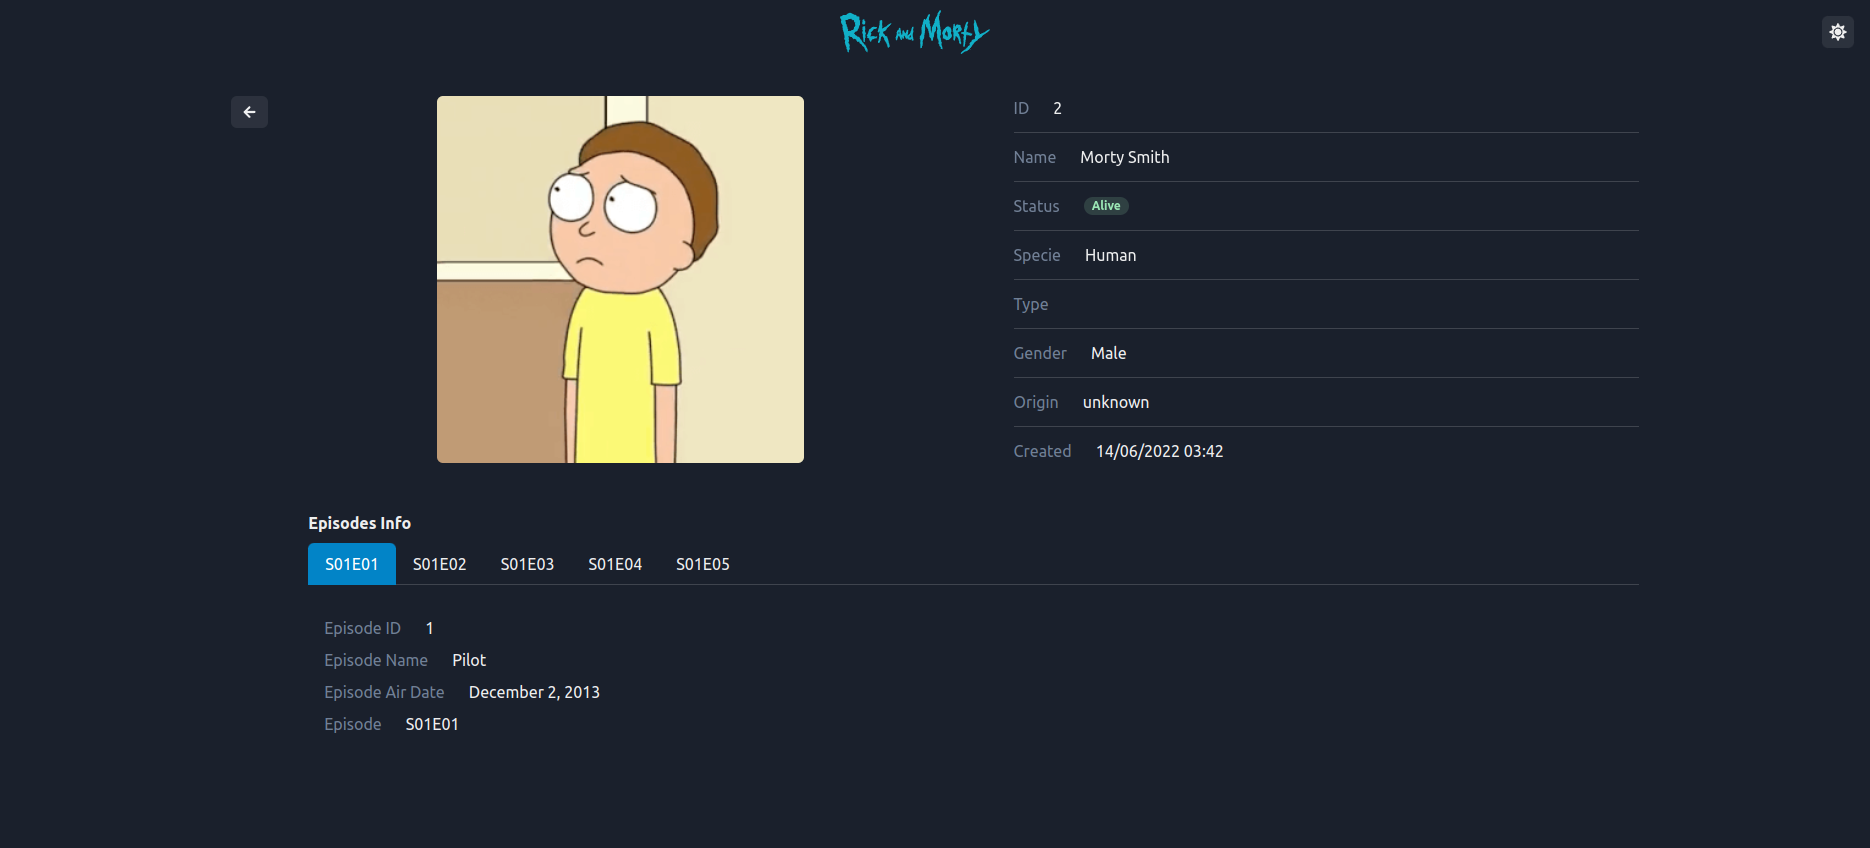 Rick and Morty
ID 2
Name Morty Smith
Status Alive
Specie Human
Type
Gender Male
Origin unknown
Created 14/06/2022 03:42
Episodes Info
S01E01 S01E02 S01E03 S01E04 S01E05
Episode ID 1
Episode Name Pilot
Episode Air Date December 2, 2013
Episode S01E01